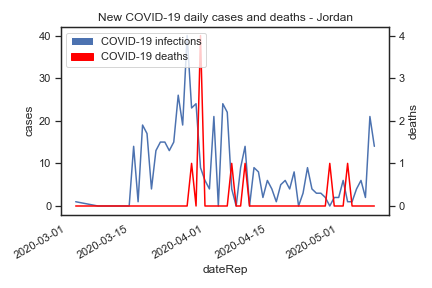 New COVID-19 daily cases and deaths - Jordan
COVID-19 infections
COVID-19 deaths
cases
40
30
20
10
0
4
3
2
1
0
deaths
2020-03-01
2020-03-15
2020-04-01
2020-04-15
2020-05-01
dateRep